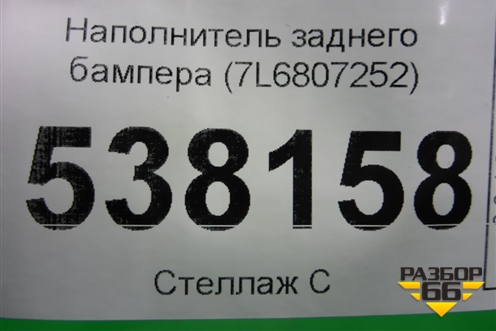 Наполнитель заднего
бампера (7L6807252)
538158
Стеллаж С
РАЗБОР
66